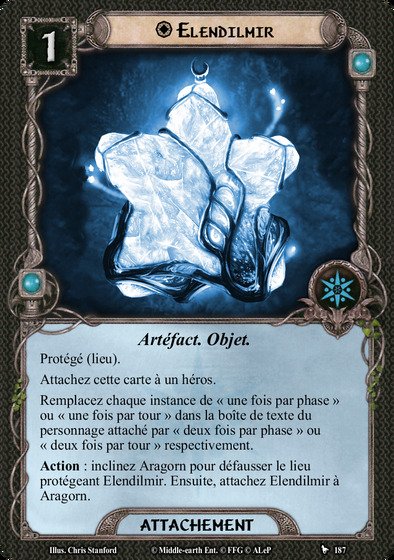 1
Elendilmir
Artéfact. Objet.
Protégé (lieu).
Attachez cette carte à un héros.
Remplacez chaque instance de « une fois par phase »
ou « une fois par tour » dans la boîte de texte du
personnage attaché par « deux fois par phase » ou
« deux fois par tour » respectivement.
Action : inclinez Aragorn pour défausser le lieu
protégeant Elendilmir. Ensuite, attachez Elendilmir à
Aragorn.
ATTACHEMENT
Illus. Chris Stanford © Middle-earth Ent. © FFG © ALeP 187